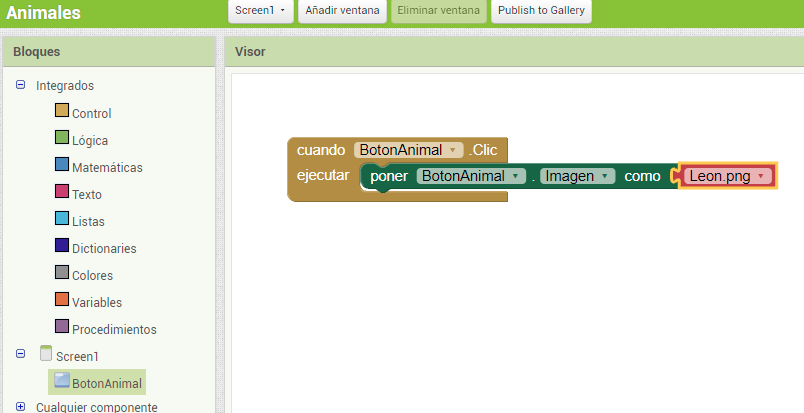 Animales
Screen1
Añadir ventana
Eliminar ventana
Publish to Gallery
Bloques
Visor
Integrados
Control
Lógica
Matemáticas
Texto
Listas
Dictionaries
Colores
Variables
Procedimientos
Screen1
BotonAnimal
Cualquier componente
cuando BotonAnimal .Clic
ejecutar poner BotonAnimal . Imagen como Leon.png